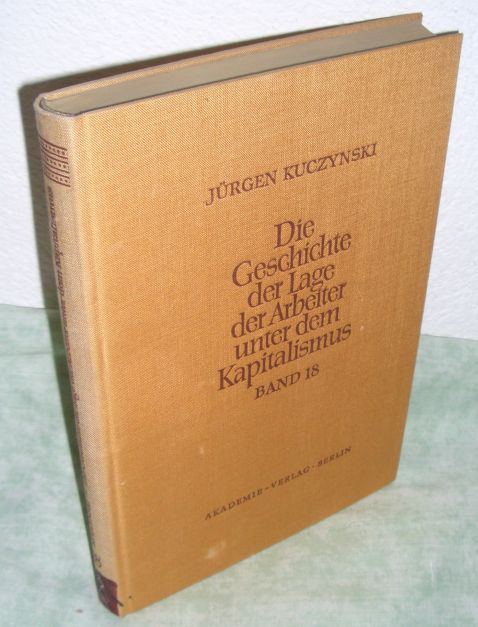 JÜRGEN KUCZYNSKI
Die
Geschichte
der Lage
der Arbeiter
unter dem
Kapitalismus
BAND 18
AKADEMIE-VERLAG·BERLIN